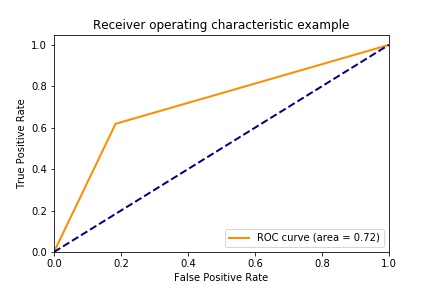 Receiver operating characteristic example
True Positive Rate
1.0
0.8
0.6
0.4
0.2
0.0
ROC curve (area = 0.72)
0.0 0.2 0.4 0.6 0.8 1.0
False Positive Rate